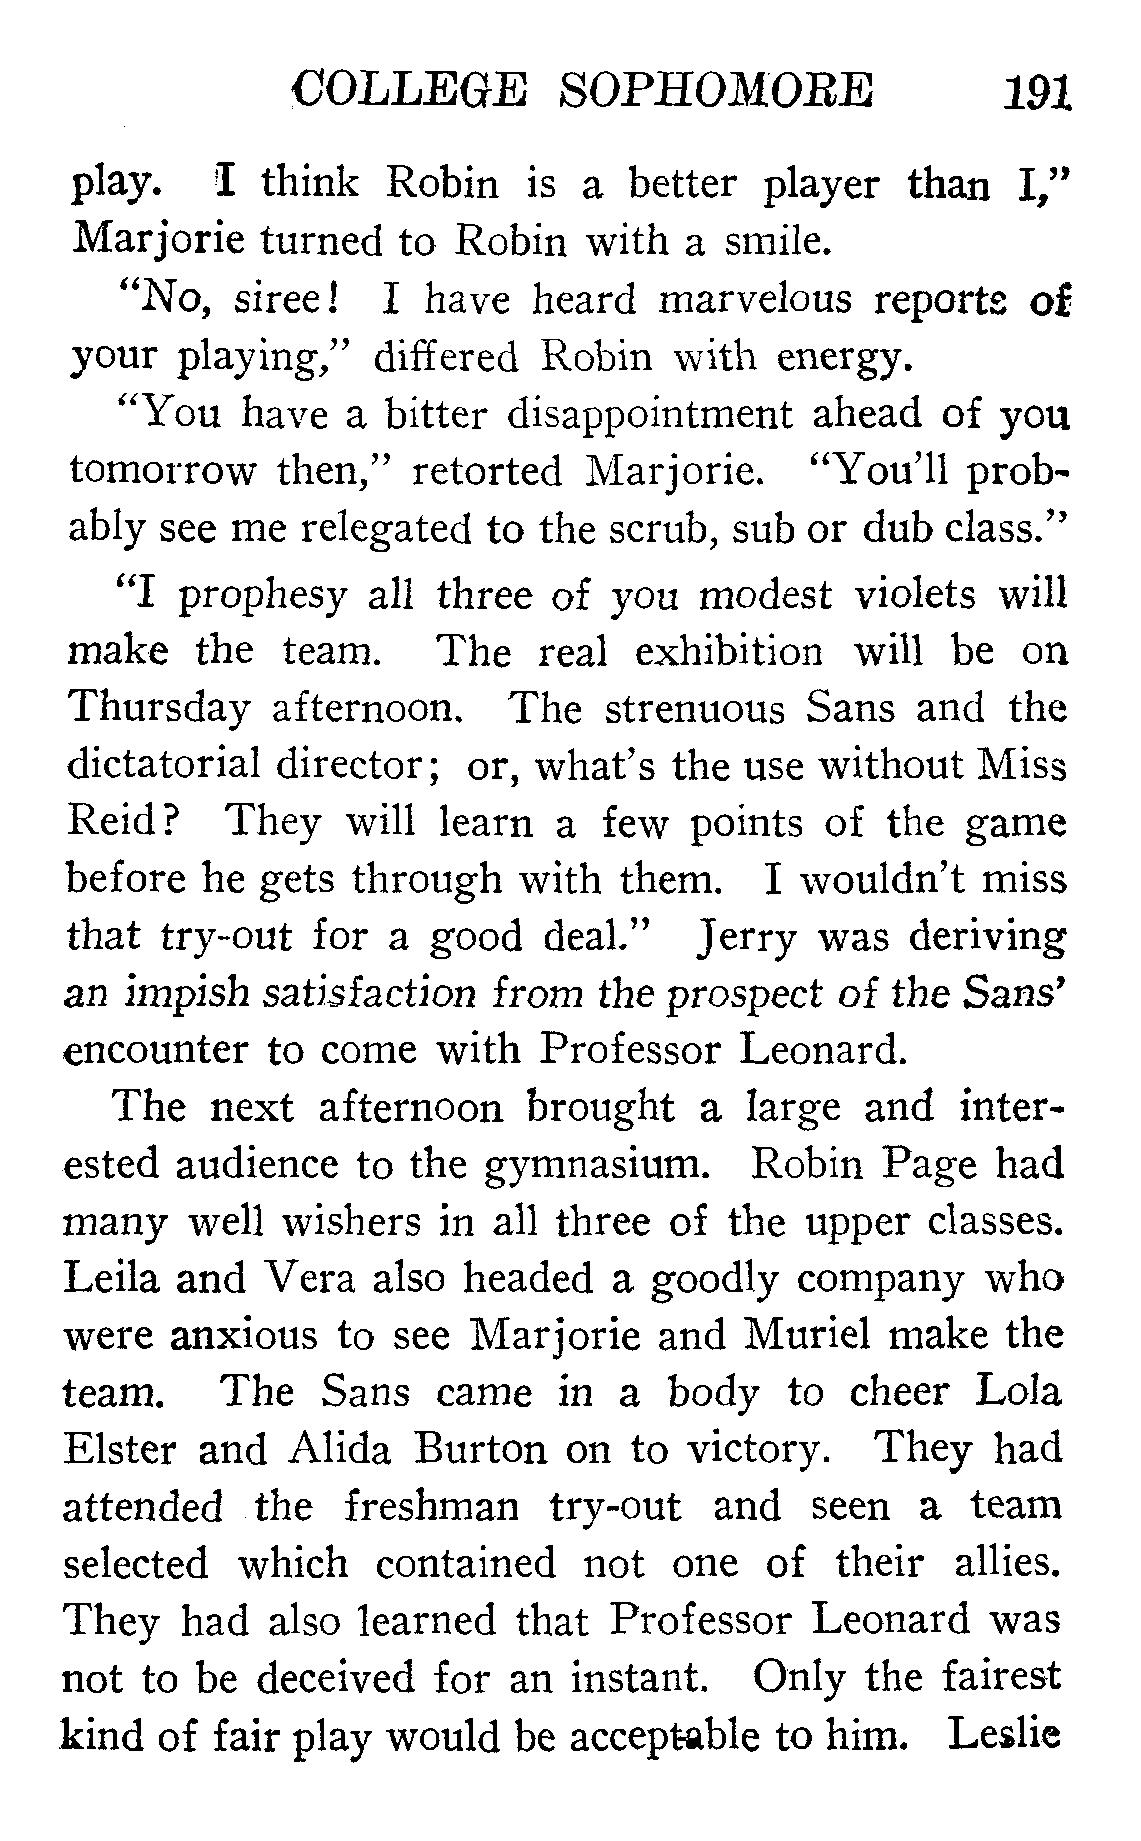 COLLEGE SOPHOMORE 191
play. I think Robin is a better player than I,”
Marjorie turned to Robin with a smile.
“No, siree! I have heard marvelous reports of
your playing,” differed Robin with energy.
“You have a bitter disappointment ahead of you
tomorrow then,” retorted Marjorie. “You’ll prob-
ably see me relegated to the scrub, sub or dub class.”
“I prophesy all three of you modest violets will
make the team. The real exhibition will be on
Thursday afternoon. The strenuous Sans and the
dictatorial director; or, what’s the use without Miss
Reid? They will learn a few points of the game
before he gets through with them. I wouldn’t miss
that try-out for a good deal.” Jerry was deriving
an impish satisfaction from the prospect of the Sans’
encounter to come with Professor Leonard.
The next afternoon brought a large and inter-
ested audience to the gymnasium. Robin Page had
many well wishers in all three of the upper classes.
Leila and Vera also headed a goodly company who
were anxious to see Marjorie and Muriel make the
team. The Sans came in a body to cheer Lola
Elster and Alida Burton on to victory. They had
attended the freshman try-out and seen a team
selected which contained not one of their allies.
They had also learned that Professor Leonard was
not to be deceived for an instant. Only the fairest
kind of fair play would be acceptable to him. Leslie